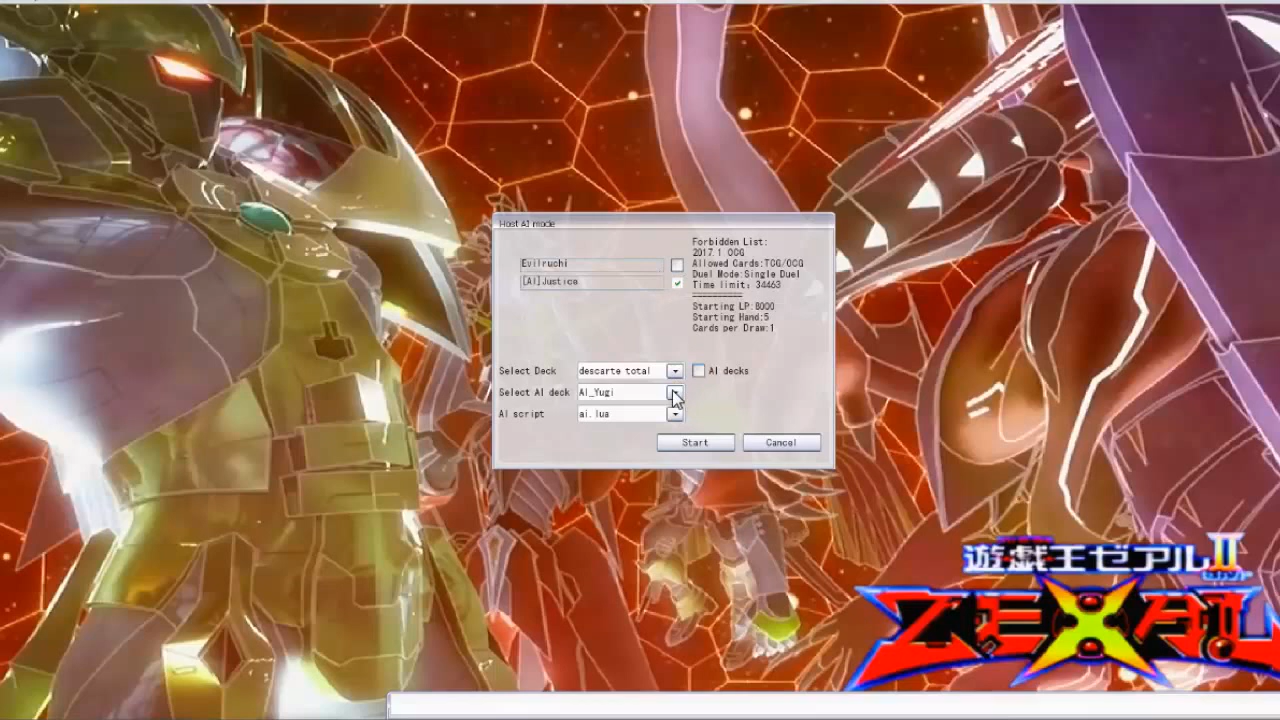 Host AI mode
Evilruchi
[AI]Justica
Forbidden List:
2017.1 OCG
Allowed Cards:TCG/OCG
Duel Mode:Single Duel
Time limit: 34463
==========
Starting LP:8000
Starting Hand:5
Cards per Draw:1
Select Deck
descarte total
AI decks
Select AI deck
AI_Yugi
AI script
ai.lua
Start
Cancel
遊戯王ゼアルII
ZEXAL